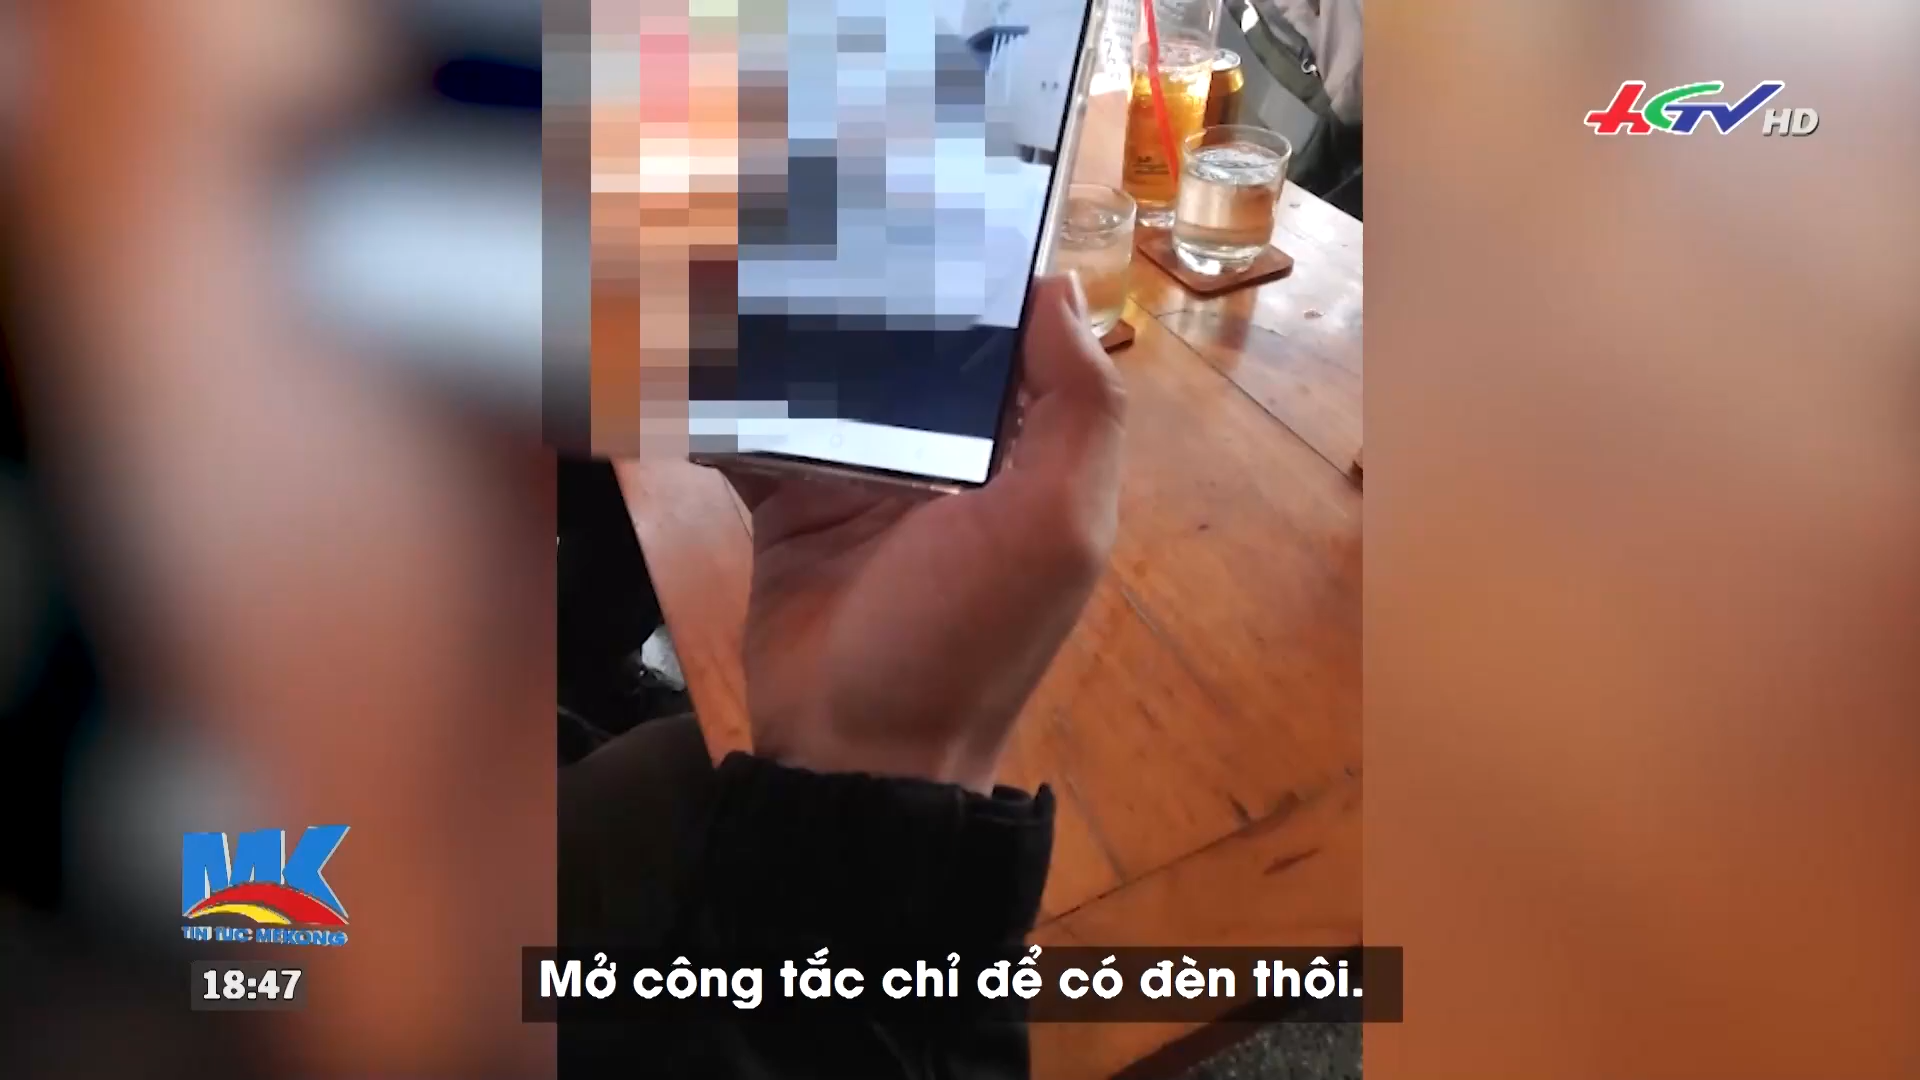 HGTV HD
MK
TIN TỨC MEKONG
18:47
Mở công tắc chỉ để có đèn thôi.